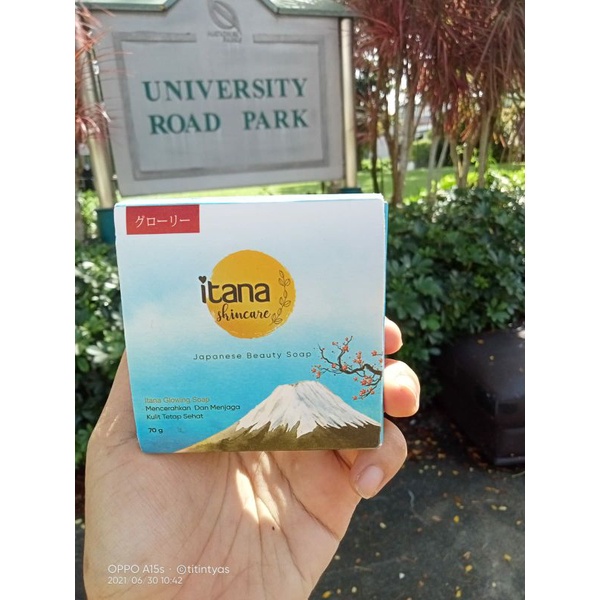 UNIVERSITY
ROAD PARK
グローリー
itana
skincare
Japanese Beauty Soap
Itana Glowing Soap
Mencerahkan Dan Menjaga
Kulit Tetap Sehat
70 g
OPPO A15s · ©titintyas
2021/06/30 10:42